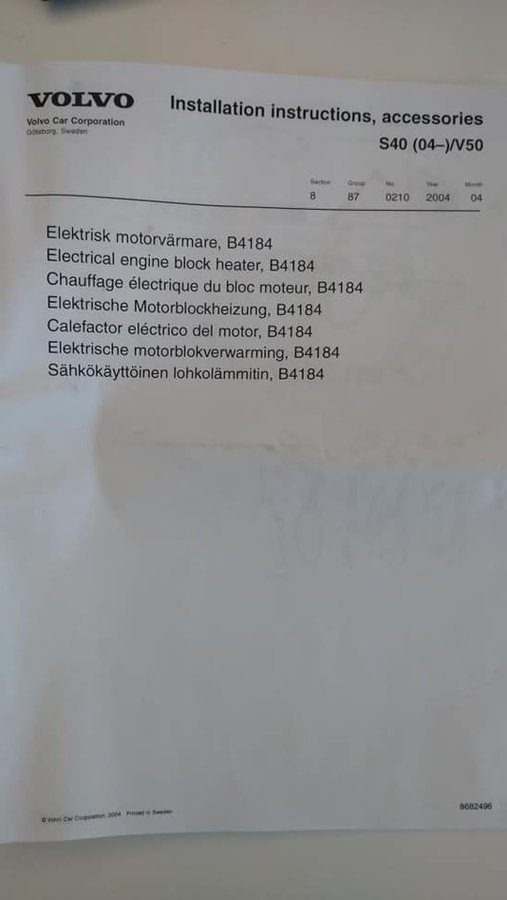 VOLVO
Volvo Car Corporation
Göteborg, Sweden
Installation instructions, accessories
S40 (04–)/V50
Section Group No Year Month
8 87 0210 2004 04
Elektrisk motorvärmare, B4184
Electrical engine block heater, B4184
Chauffage électrique du bloc moteur, B4184
Elektrische Motorblockheizung, B4184
Calefactor eléctrico del motor, B4184
Elektrische motorblokverwarming, B4184
Sähkökäyttöinen lohkolämmitin, B4184
© Volvo Car Corporation, 2004 Printed in Sweden
8682496